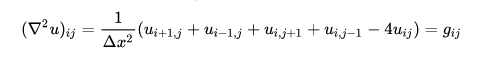 (∇²u)ᵢⱼ = 1/Δx² (uᵢ₊₁,ⱼ + uᵢ₋₁,ⱼ + uᵢ,ⱼ₊₁ + uᵢ,ⱼ₋₁ − 4uᵢⱼ) = gᵢⱼ